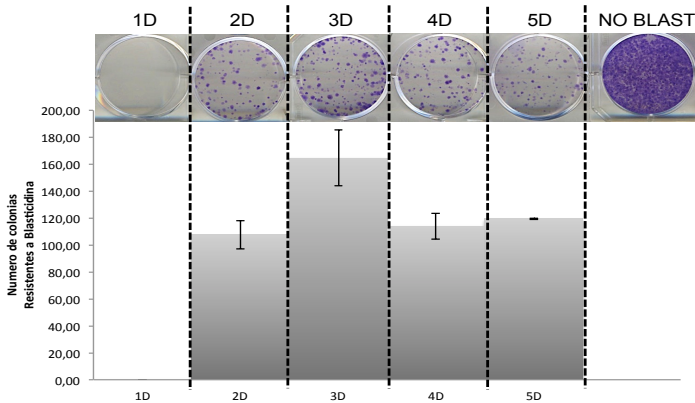 1D 2D 3D 4D 5D NO BLAST
200,00
180,00
160,00
140,00
120,00
100,00
80,00
60,00
40,00
20,00
0,00
Numero de colonias
Resistentes a Blasticidina
1D 2D 3D 4D 5D